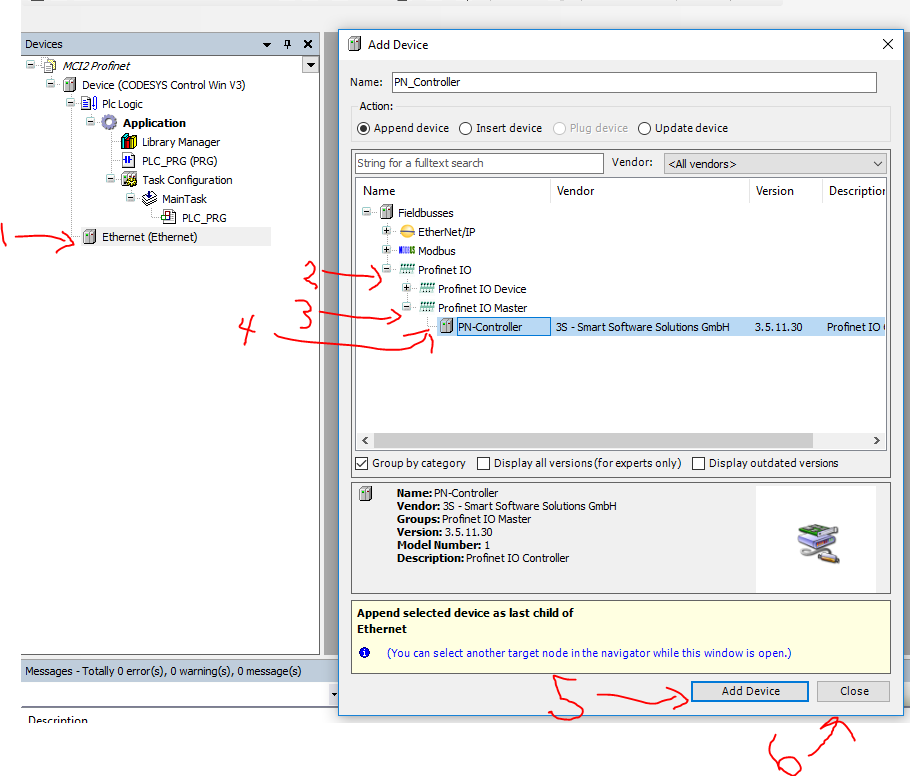 Devices
MCI2 Profinet
Device (CODESYS Control Win V3)
Plc Logic
Application
Library Manager
PLC_PRG (PRG)
Task Configuration
MainTask
PLC_PRG
1
Ethernet (Ethernet)
Messages - Totally 0 error(s), 0 warning(s), 0 message(s)
Description
Add Device
Name: PN_Controller
Action:
Append device Insert device Plug device Update device
String for a fulltext search Vendor: <All vendors>
Name Vendor Version Description
Fieldbusses
EtherNet/IP
Modbus
2 Profinet IO
Profinet IO Device
3 Profinet IO Master
4 PN-Controller 3S - Smart Software Solutions GmbH 3.5.11.30 Profinet IO
Group by category Display all versions (for experts only) Display outdated versions
Name: PN-Controller
Vendor: 3S - Smart Software Solutions GmbH
Groups: Profinet IO Master
Version: 3.5.11.30
Model Number: 1
Description: Profinet IO Controller
Append selected device as last child of
Ethernet
(You can select another target node in the navigator while this window is open.)
5 Add Device Close
6